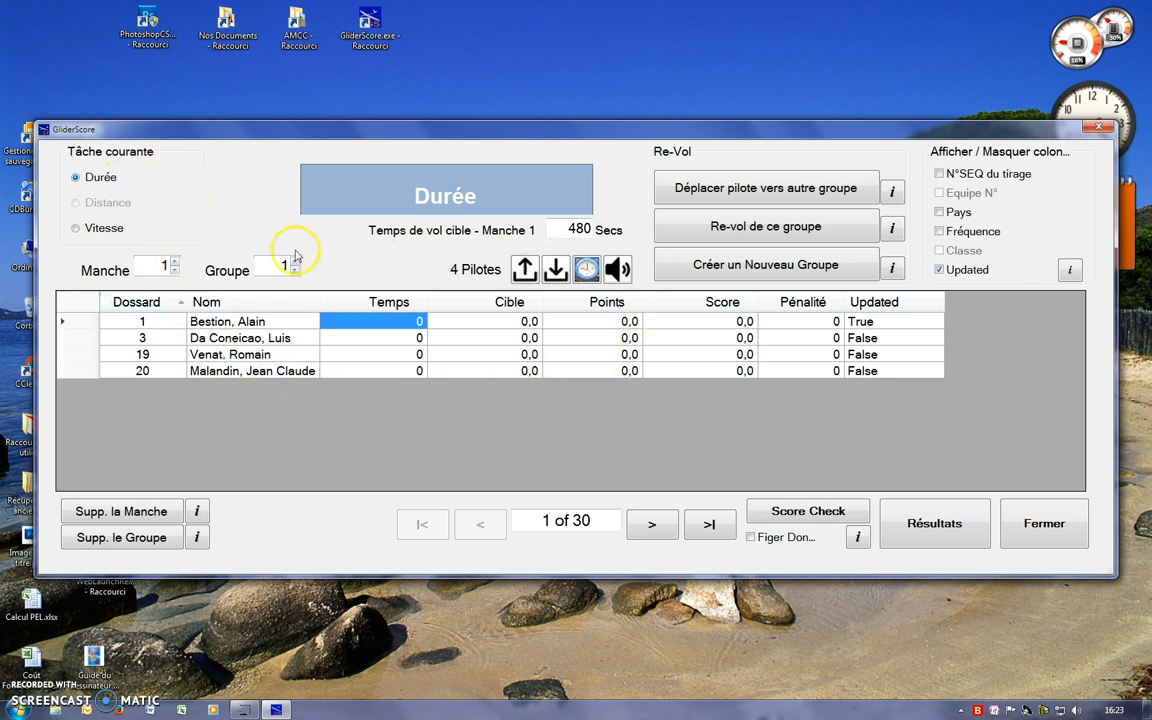 PhotoshopCS...
- Raccourci
Nos Documents
- Raccourci
AMCC -
Raccourci
GliderScore.exe -
Raccourci
16%
30%
GliderScore
Tâche courante
Durée
Distance
Vitesse
Manche 1
Groupe 1
Durée
Temps de vol cible - Manche 1 480 Secs
4 Pilotes
Re-Vol
Déplacer pilote vers autre groupe i
Re-vol de ce groupe i
Créer un Nouveau Groupe i
Afficher / Masquer colon...
N°SEQ du tirage
Equipe N°
Pays
Fréquence
Classe
Updated i
Dossard Nom Temps Cible Points Score Pénalité Updated
1 Bestion, Alain 0 0,0 0,0 0,0 0 True
3 Da Coneicao, Luis 0 0,0 0,0 0,0 0 False
19 Venat, Romain 0 0,0 0,0 0,0 0 False
20 Malandin, Jean Claude 0 0,0 0,0 0,0 0 False
Supp. la Manche i
Supp. le Groupe i
|< < 1 of 30 > >|
Score Check
Figer Don... i
Résultats
Fermer
WebLaunchRe...
- Raccourci
Calcul PEL.xlsx
Coût
Guide du
RECORDED WITH
SCREENCAST MATIC
16:23